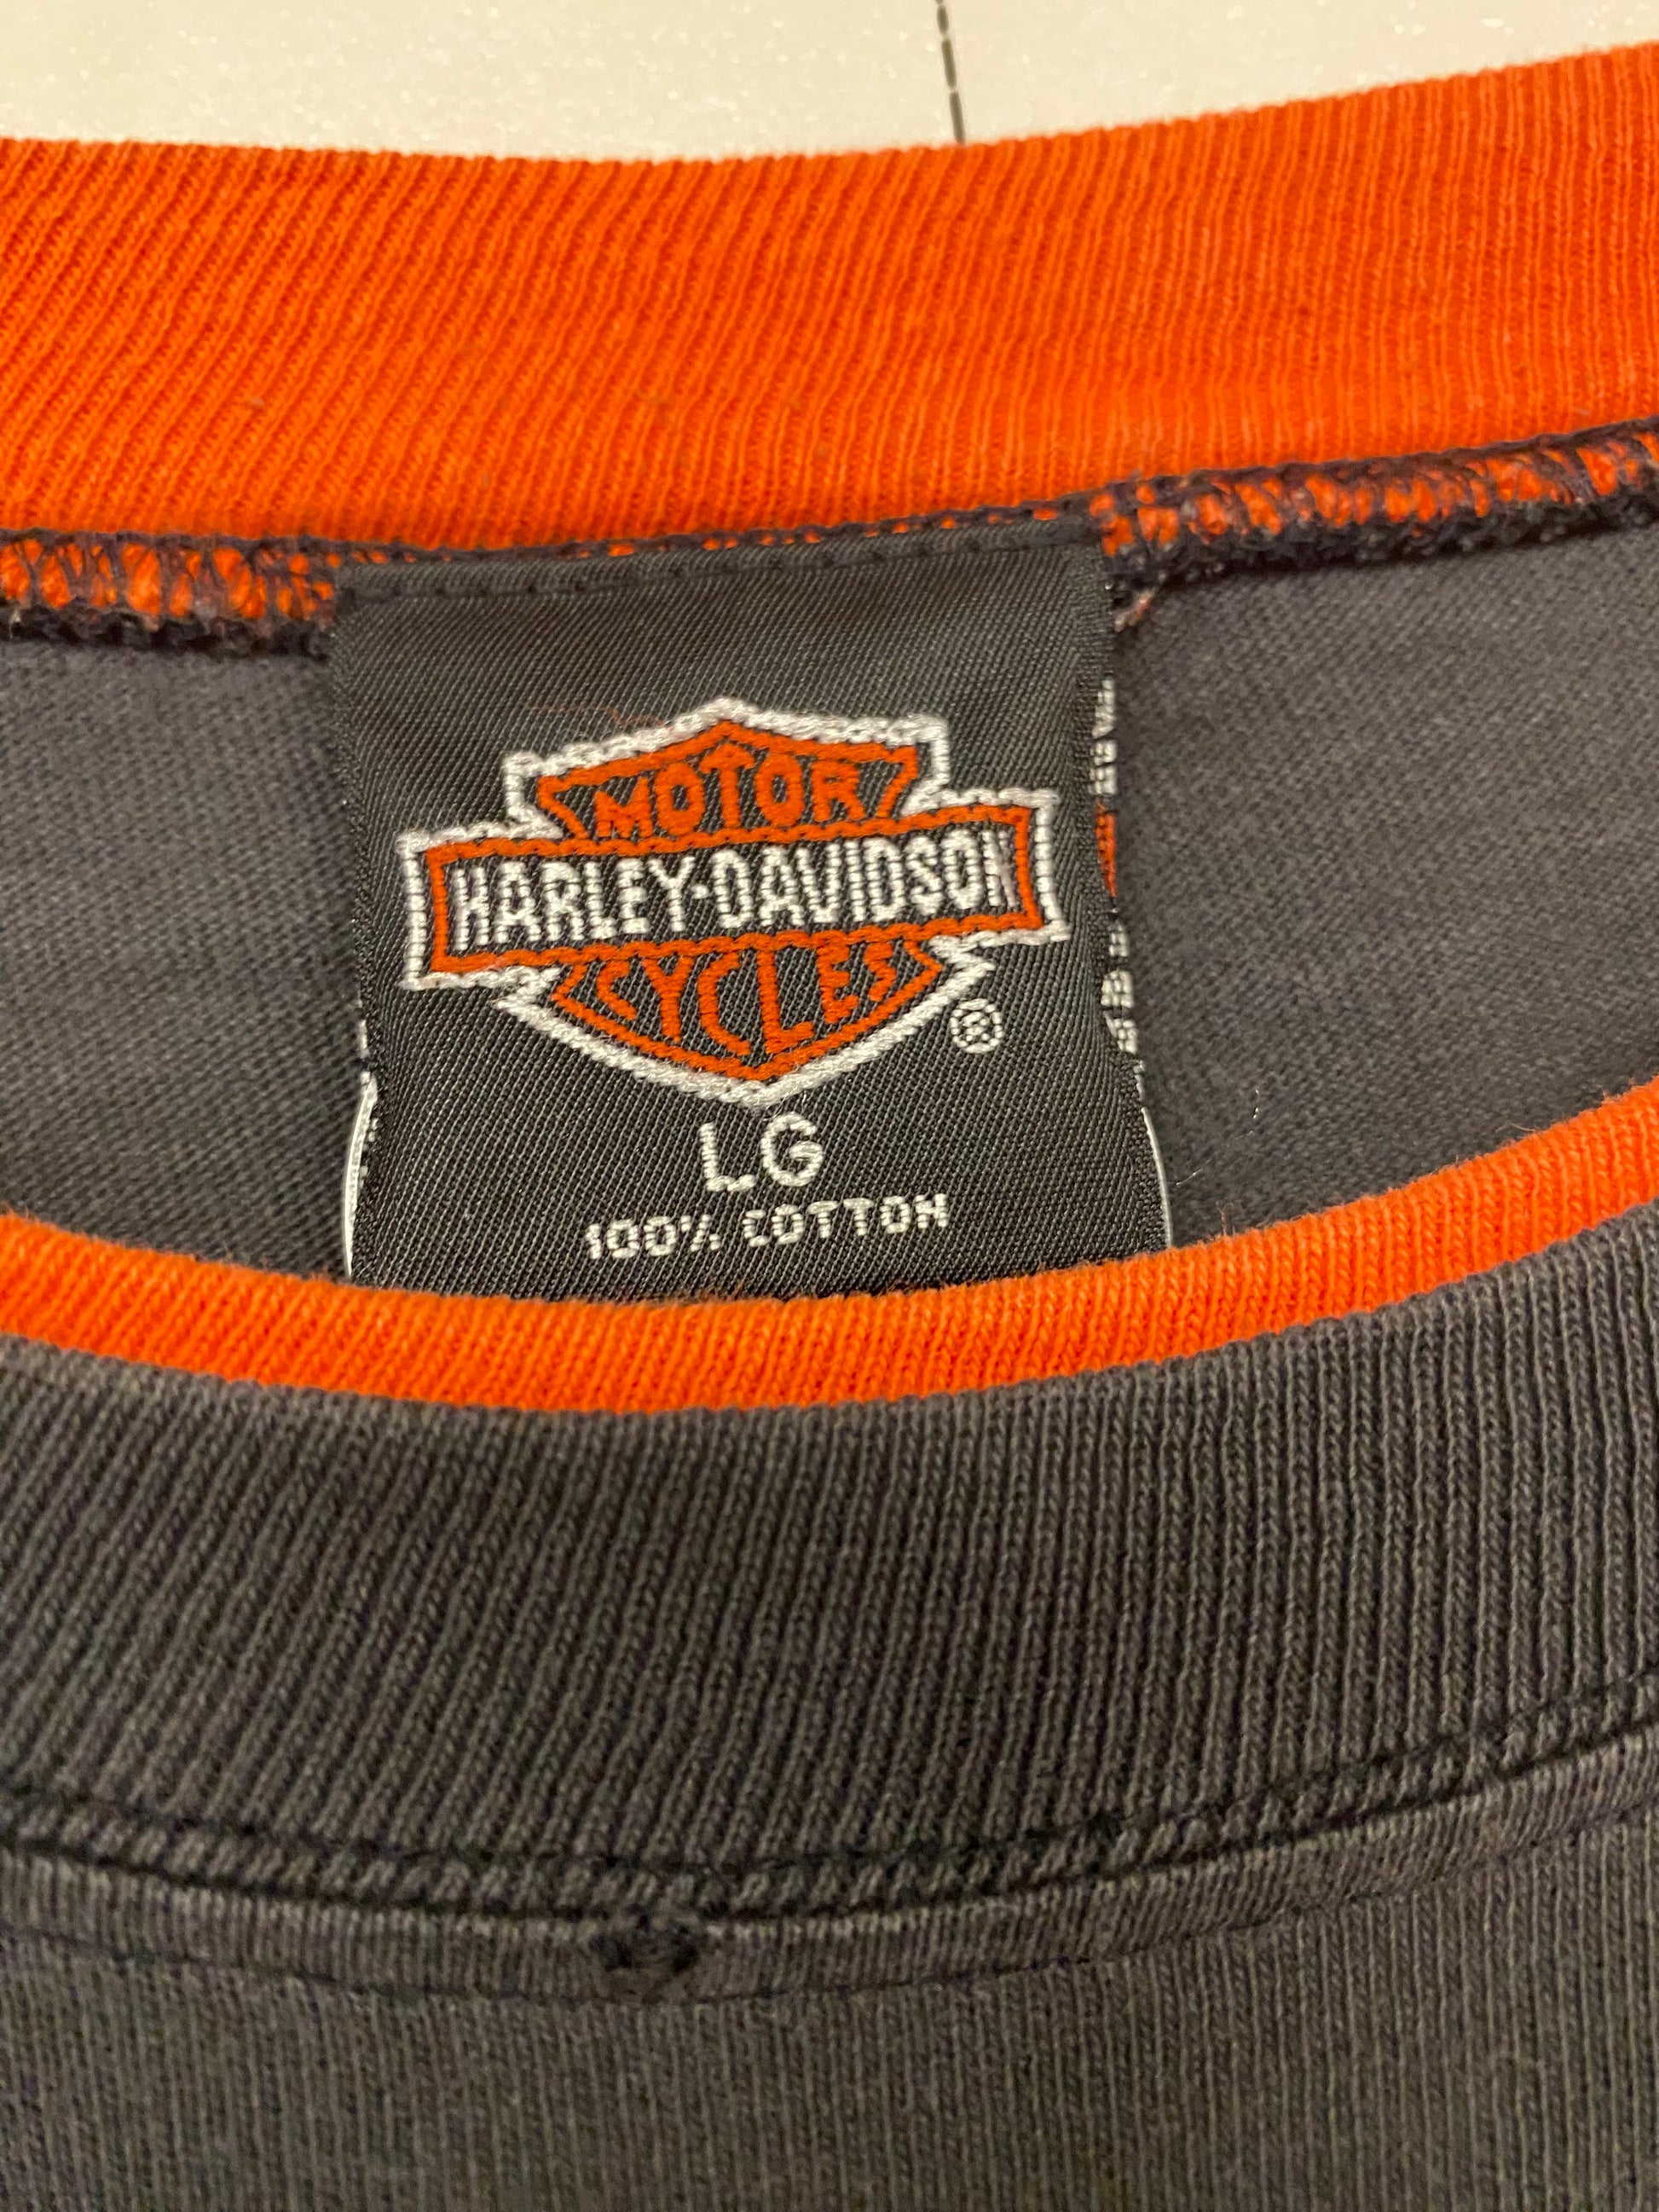 MOTOR
HARLEY-DAVIDSON
CYCLES
®
LG
100% COTTON